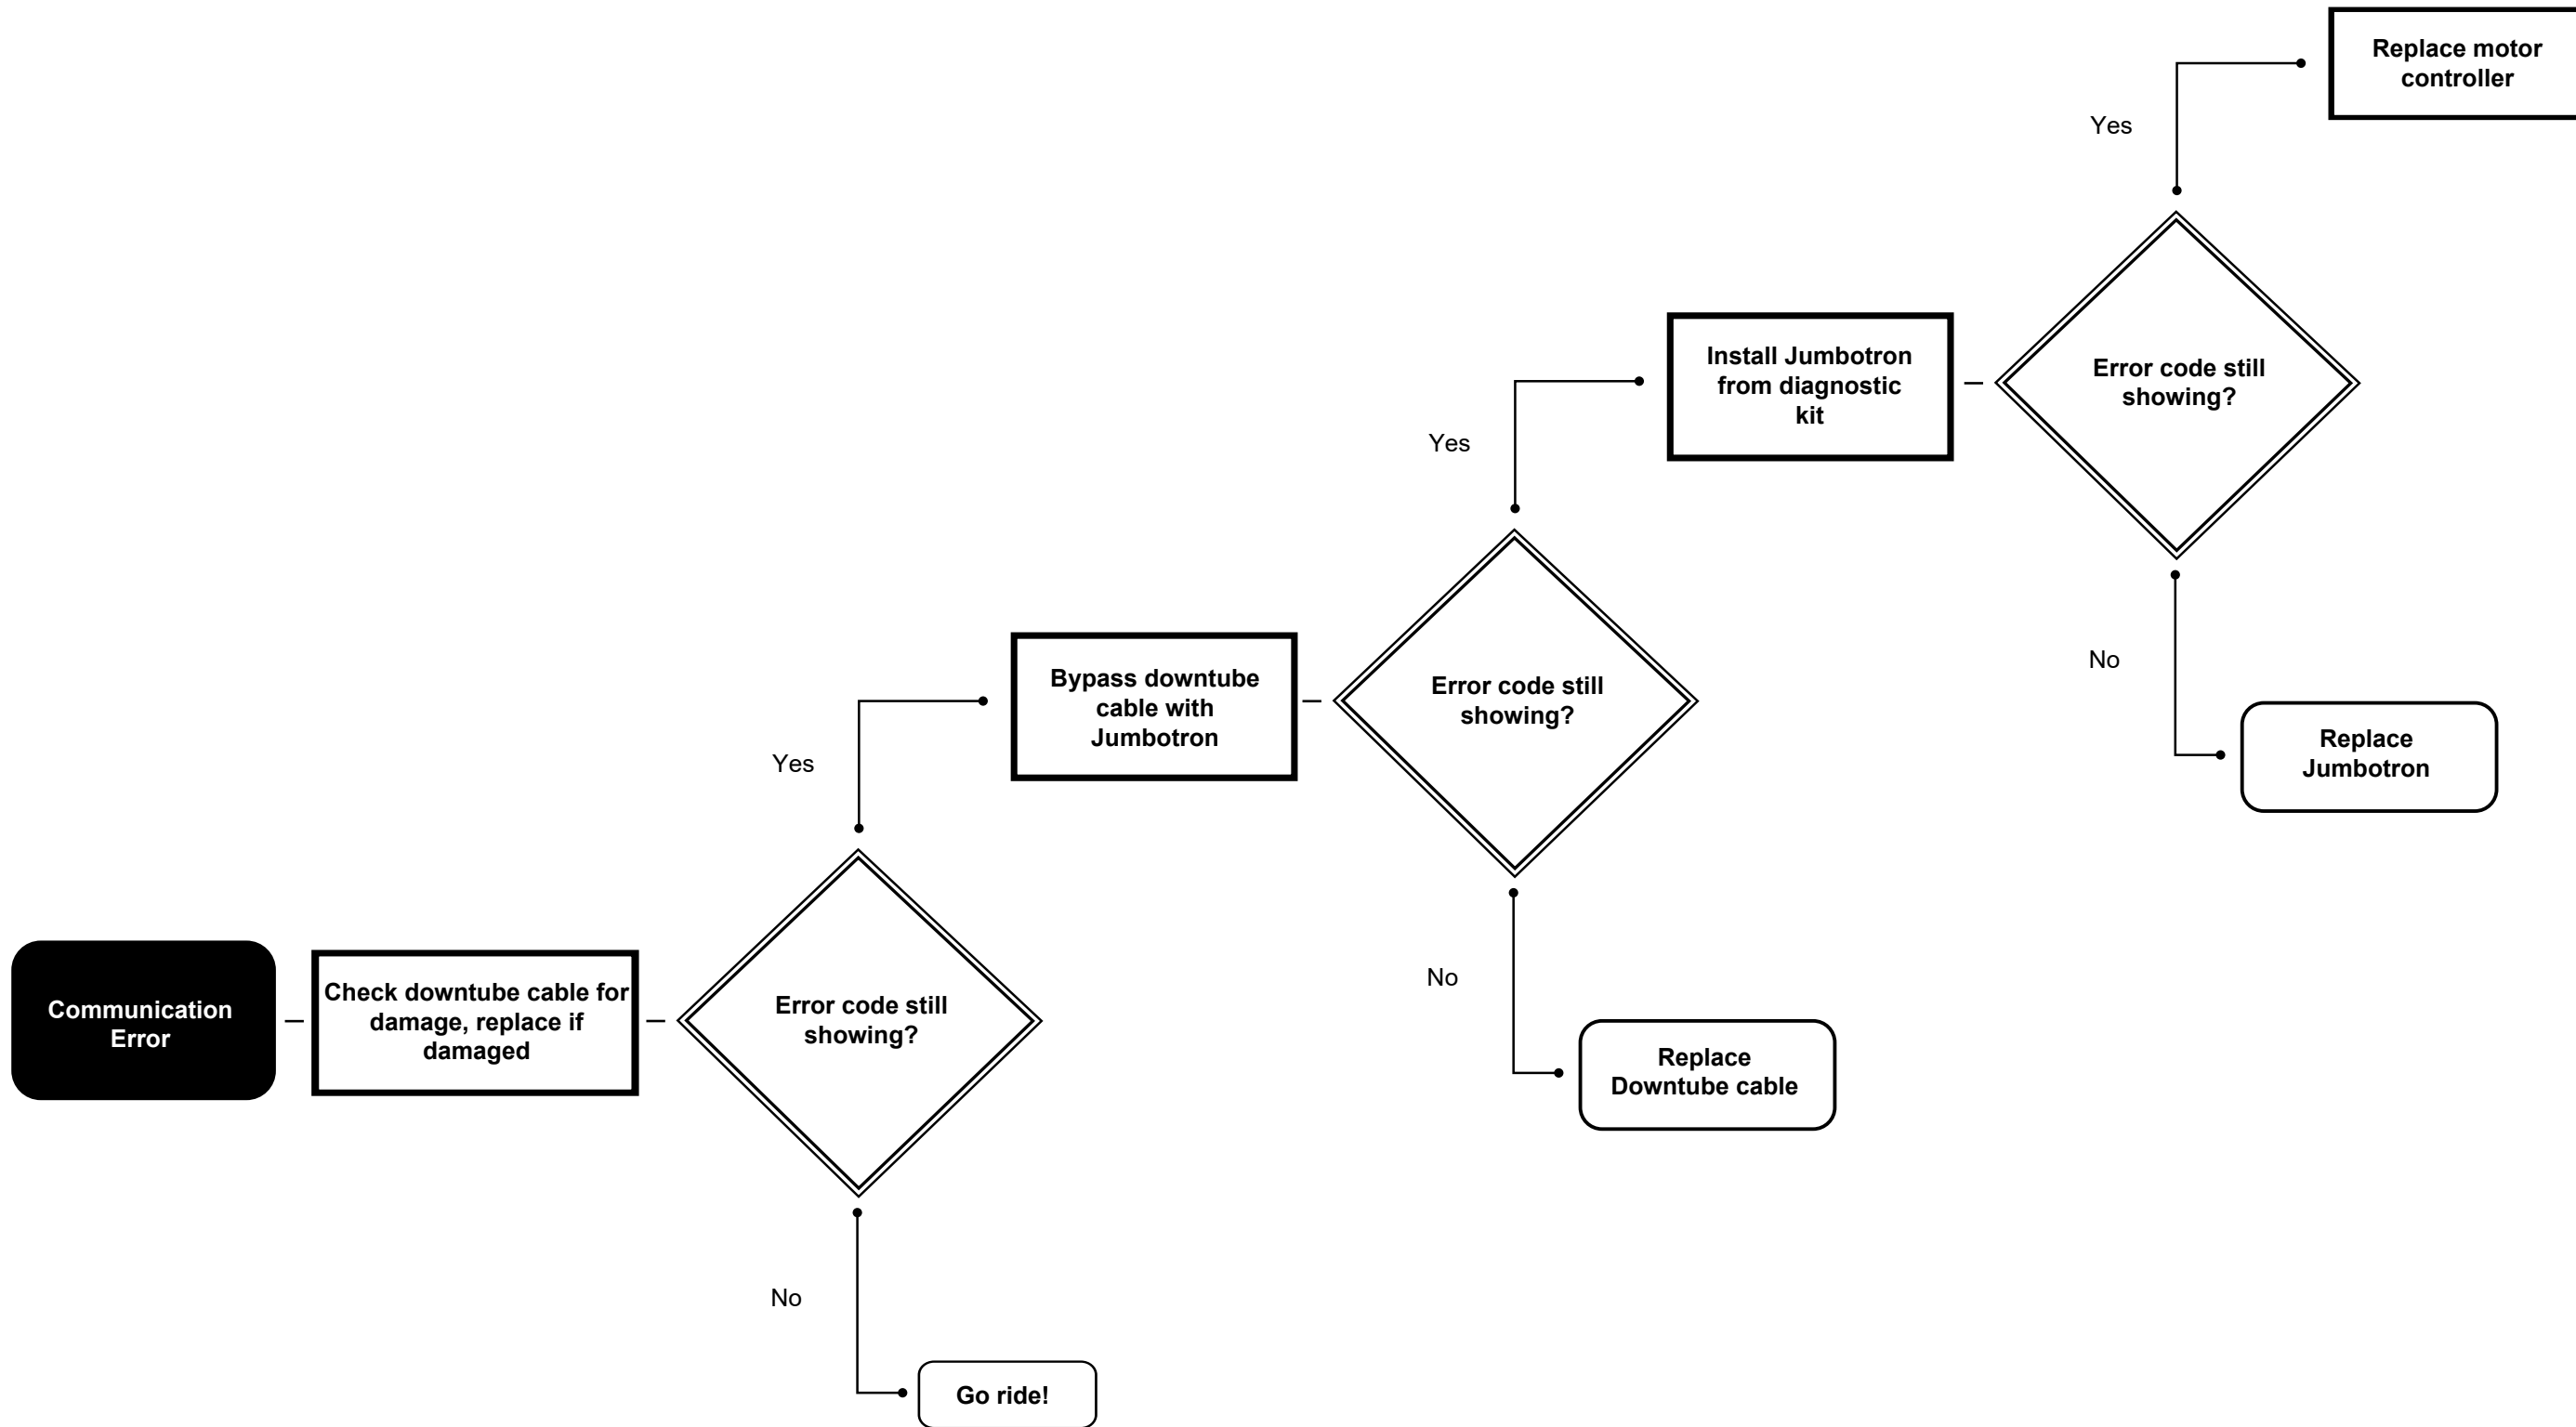 Replace motor
controller
Yes
Install Jumbotron
from diagnostic
kit
Error code still
showing?
Yes
No
Bypass downtube
cable with
Jumbotron
Error code still
showing?
Replace
Jumbotron
Yes
No
Communication
Error
Check downtube cable for
damage, replace if
damaged
Error code still
showing?
Replace
Downtube cable
No
Go ride!